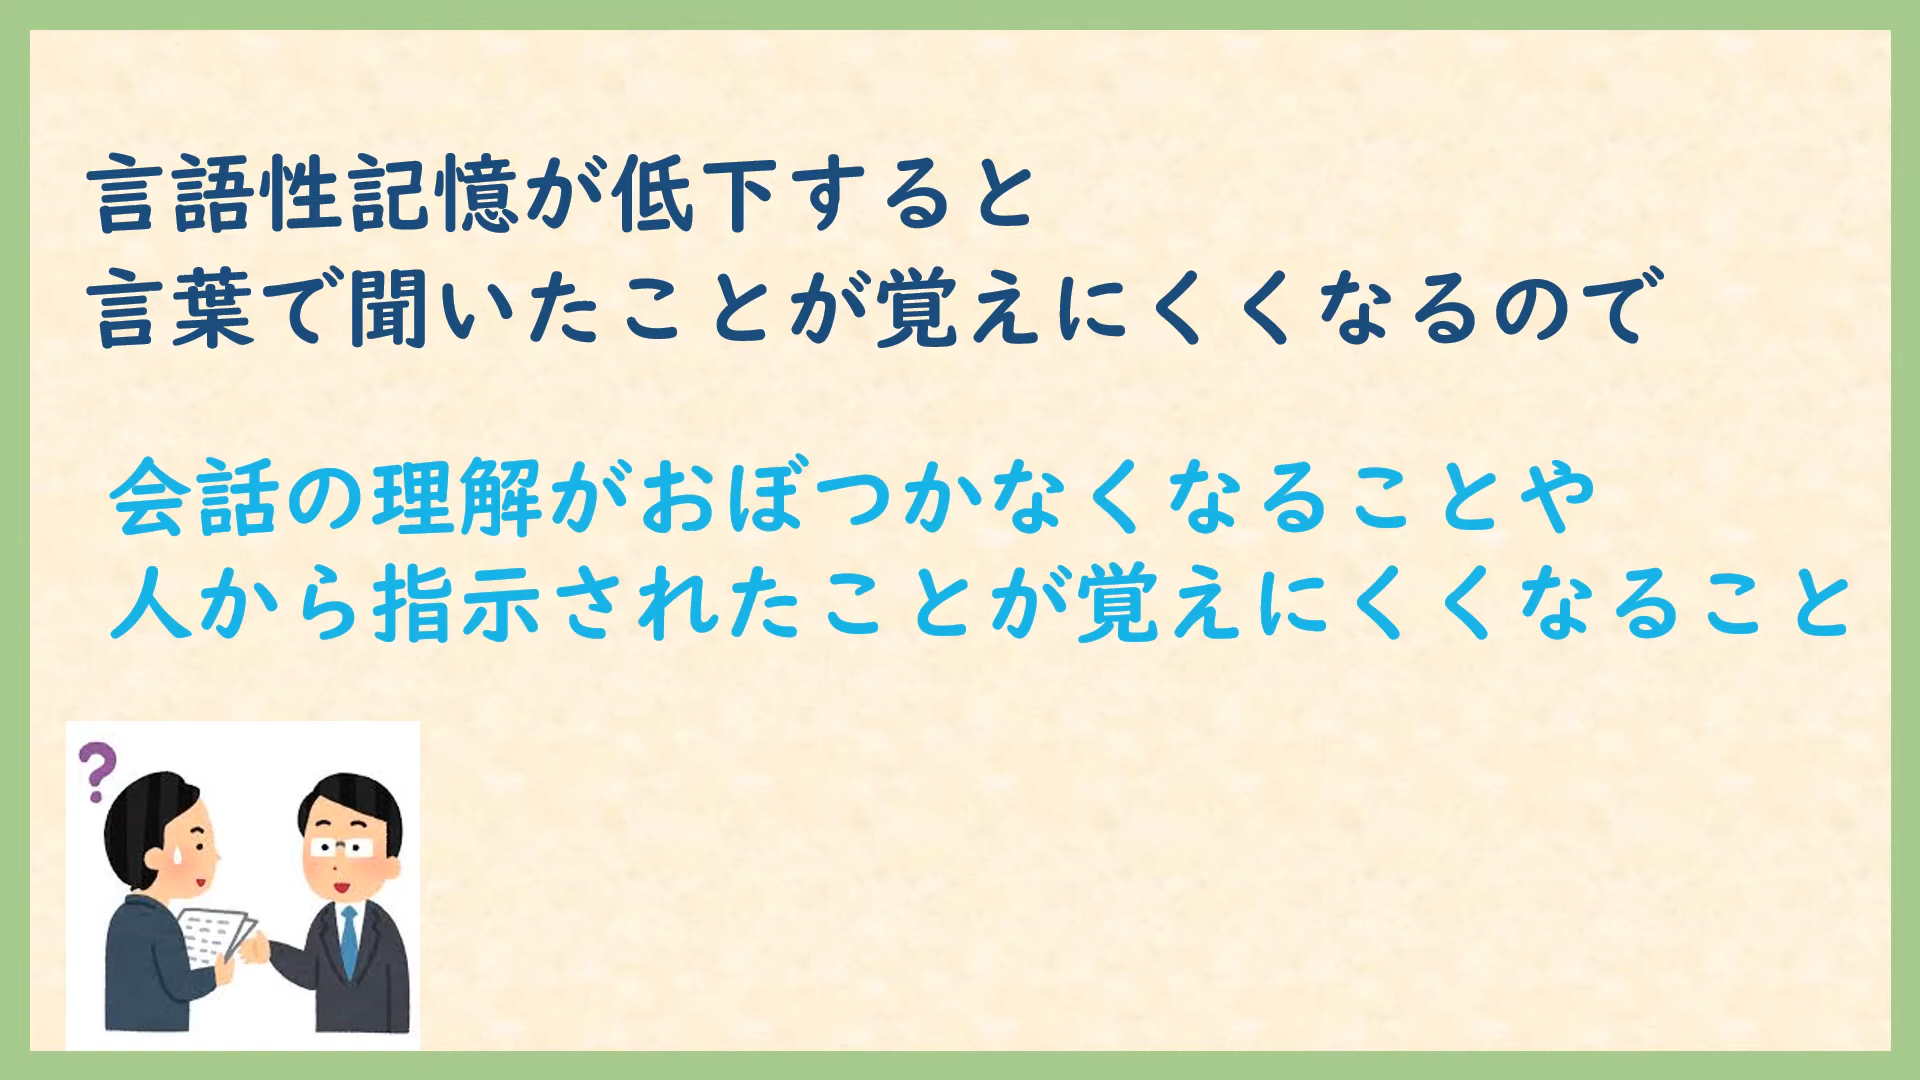 言語性記憶が低下すると
言葉で聞いたことが覚えにくくなるので
会話の理解がおぼつかなくなることや
人から指示されたことが覚えにくくなること
?